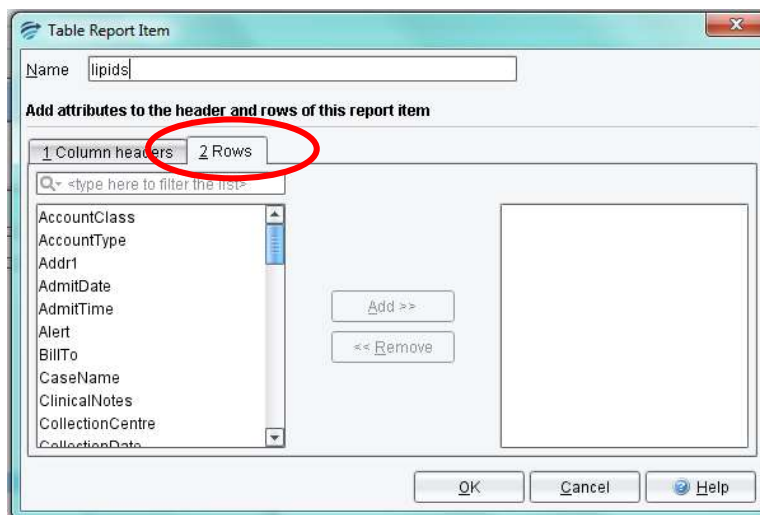 Table Report Item
Name lipids
Add attributes to the header and rows of this report item
1 Column headers 2 Rows
<type here to filter the list>
AccountClass
AccountType
Addr1
AdmitDate
AdmitTime
Alert
BillTo
CaseName
ClinicalNotes
CollectionCentre
CollectionDate
Add >>
<< Remove
OK Cancel Help